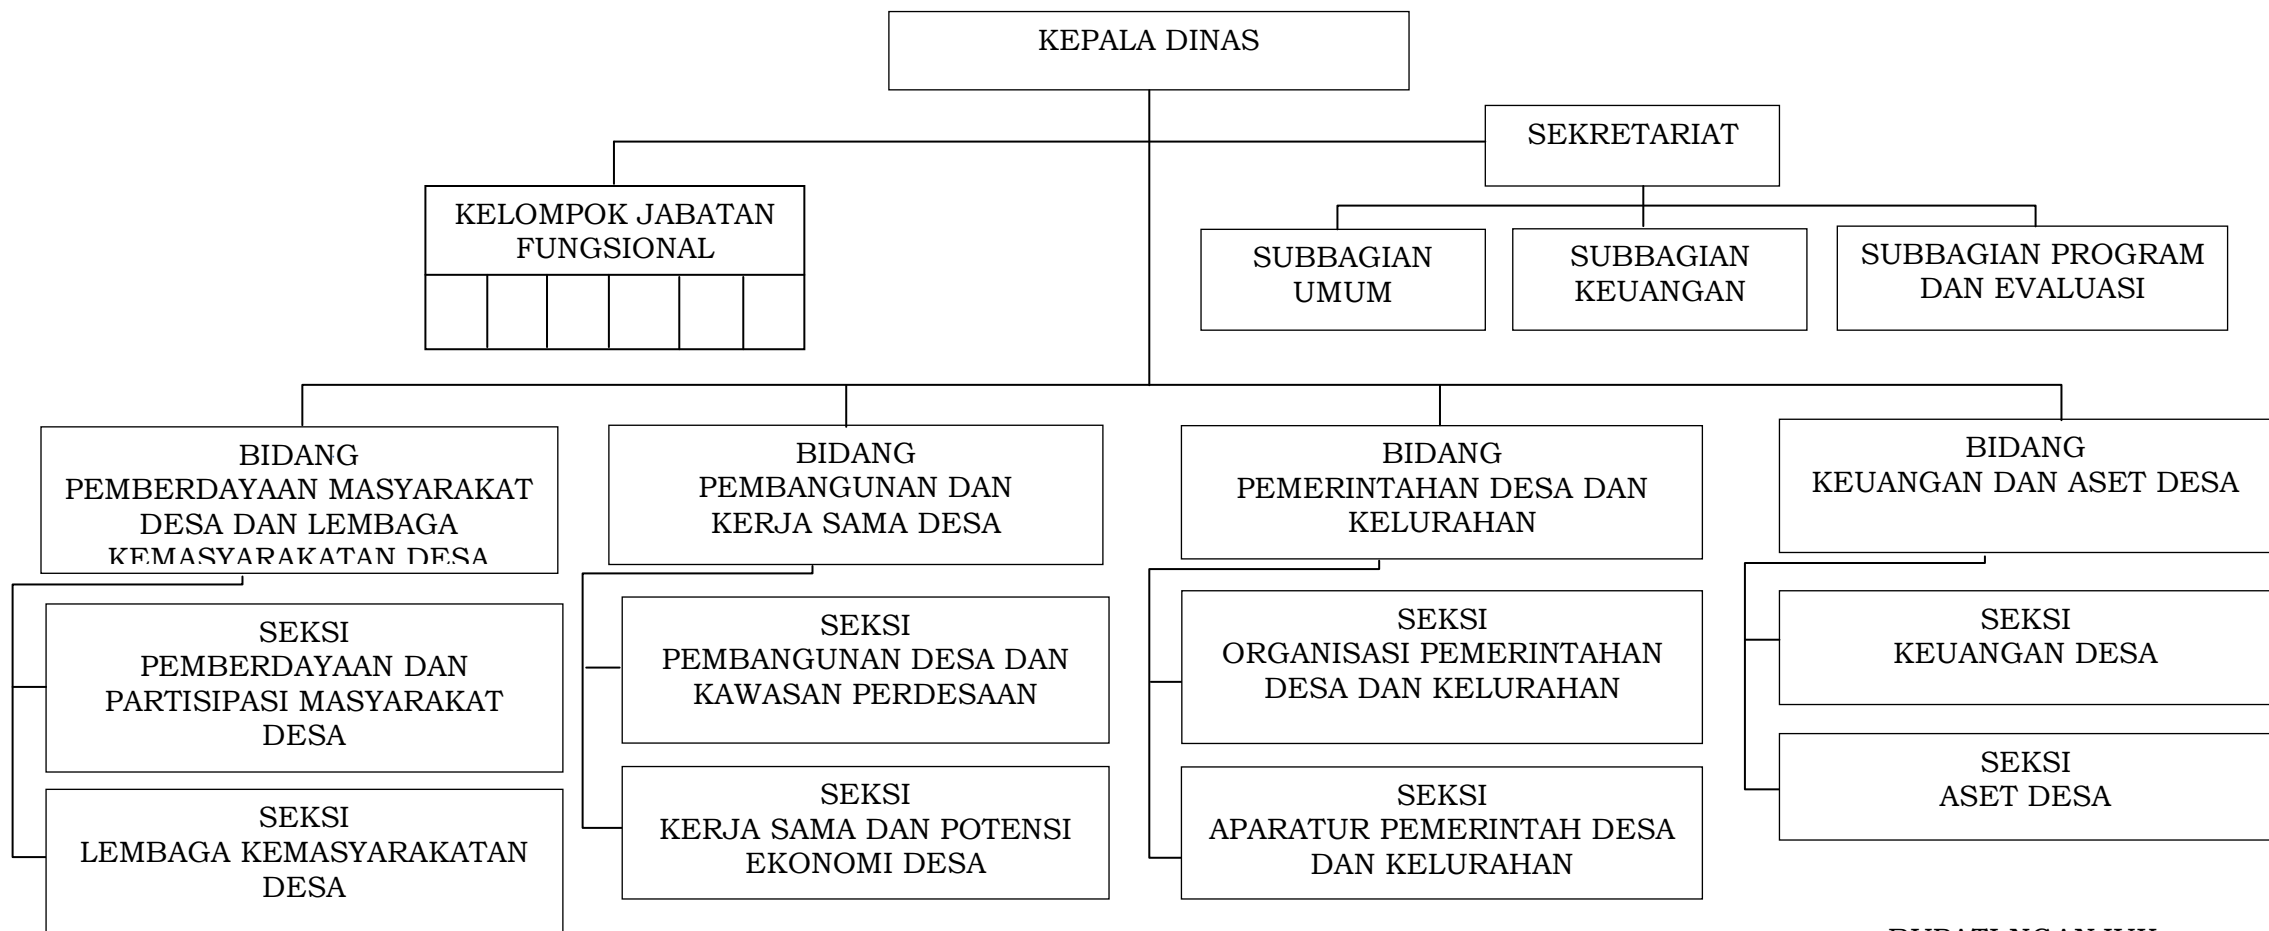 KEPALA DINAS
SEKRETARIAT
KELOMPOK JABATAN
FUNGSIONAL
SUBBAGIAN
UMUM
SUBBAGIAN
KEUANGAN
SUBBAGIAN PROGRAM
DAN EVALUASI
BIDANG
PEMBERDAYAAN MASYARAKAT
DESA DAN LEMBAGA
KEMASYARAKATAN DESA
BIDANG
PEMBANGUNAN DAN
KERJA SAMA DESA
BIDANG
PEMERINTAHAN DESA DAN
KELURAHAN
BIDANG
KEUANGAN DAN ASET DESA
SEKSI
PEMBERDAYAAN DAN
PARTISIPASI MASYARAKAT
DESA
SEKSI
LEMBAGA KEMASYARAKATAN
DESA
SEKSI
PEMBANGUNAN DESA DAN
KAWASAN PERDESAAN
SEKSI
KERJA SAMA DAN POTENSI
EKONOMI DESA
SEKSI
ORGANISASI PEMERINTAHAN
DESA DAN KELURAHAN
SEKSI
APARATUR PEMERINTAH DESA
DAN KELURAHAN
SEKSI
KEUANGAN DESA
SEKSI
ASET DESA